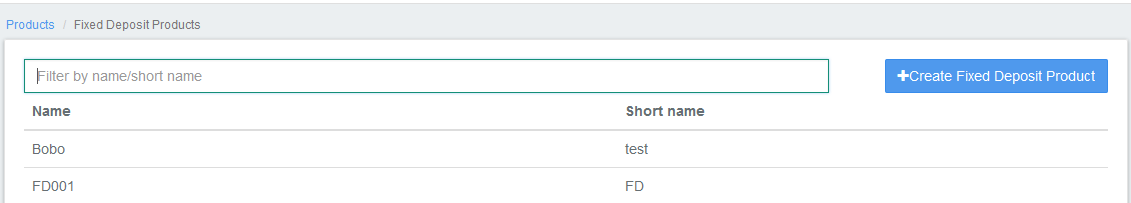 Products / Fixed Deposit Products
Filter by name/short name
+Create Fixed Deposit Product
Name Short name
Bobo test
FD001 FD